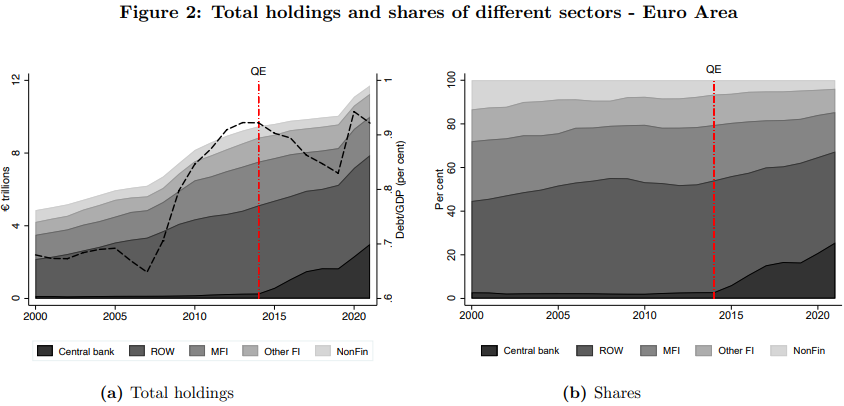 Figure 2: Total holdings and shares of different sectors - Euro Area
QE
12
8
4
0
€ trillions
1
.9
.8
.7
.6
Debt/GDP (per cent)
2000 2005 2010 2015 2020
Central bank ROW MFI Other FI NonFin
(a) Total holdings
QE
100
80
60
40
20
0
Per cent
2000 2005 2010 2015 2020
Central bank ROW MFI Other FI NonFin
(b) Shares